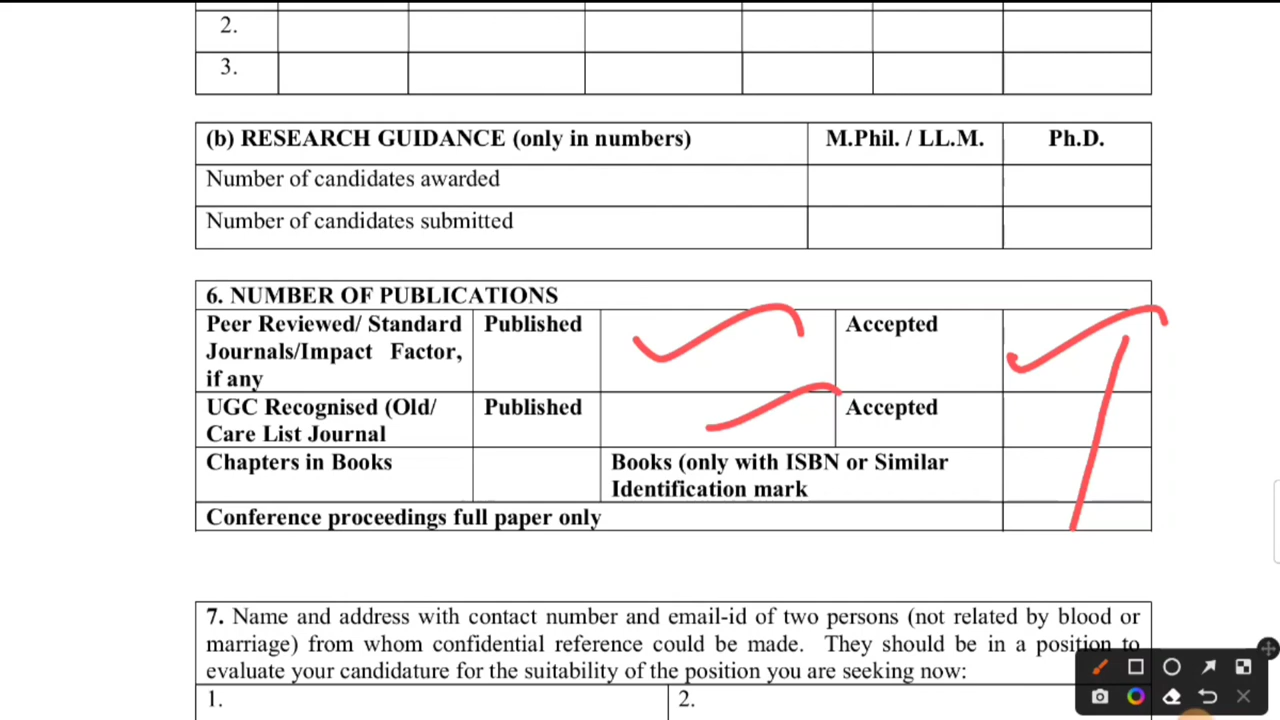 2.
3.
(b) RESEARCH GUIDANCE (only in numbers) M.Phil. / LL.M. Ph.D.
Number of candidates awarded
Number of candidates submitted
6. NUMBER OF PUBLICATIONS
Peer Reviewed/ Standard Published Accepted
Journals/Impact Factor,
if any
UGC Recognised (Old/ Published Accepted
Care List Journal
Chapters in Books Books (only with ISBN or Similar
Identification mark
Conference proceedings full paper only
7. Name and address with contact number and email-id of two persons (not related by blood or
marriage) from whom confidential reference could be made. They should be in a position to
evaluate your candidature for the suitability of the position you are seeking now:
1. 2.